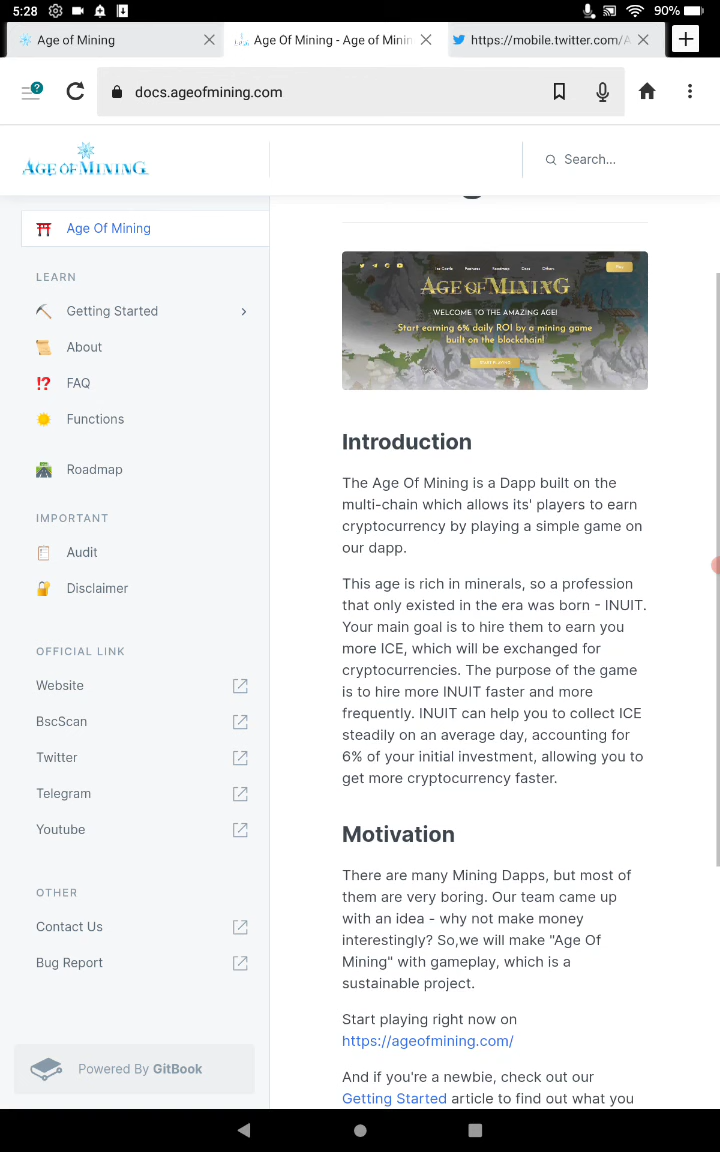 5:28
90%
Age of Mining
Age Of Mining - Age of Minin
https://mobile.twitter.com/A
?
docs.ageofmining.com
AGE OF MINING
Search...
Age Of Mining
LEARN
Getting Started
About
FAQ
Functions
Roadmap
IMPORTANT
Audit
Disclaimer
OFFICIAL LINK
Website
BscScan
Twitter
Telegram
Youtube
OTHER
Contact Us
Bug Report
Powered By GitBook
Features
Roadmap
Docs
Others
AGE OF MINING
WELCOME TO THE AMAZING AGE!
Start earning 6% daily ROI by a mining game
built on the blockchain!
START PLAYING
Introduction
The Age Of Mining is a Dapp built on the
multi-chain which allows its' players to earn
cryptocurrency by playing a simple game on
our dapp.
This age is rich in minerals, so a profession
that only existed in the era was born - INUIT.
Your main goal is to hire them to earn you
more ICE, which will be exchanged for
cryptocurrencies. The purpose of the game
is to hire more INUIT faster and more
frequently. INUIT can help you to collect ICE
steadily on an average day, accounting for
6% of your initial investment, allowing you to
get more cryptocurrency faster.
Motivation
There are many Mining Dapps, but most of
them are very boring. Our team came up
with an idea - why not make money
interestingly? So,we will make "Age Of
Mining" with gameplay, which is a
sustainable project.
Start playing right now on
https://ageofmining.com/
And if you're a newbie, check out our
Getting Started article to find out what you